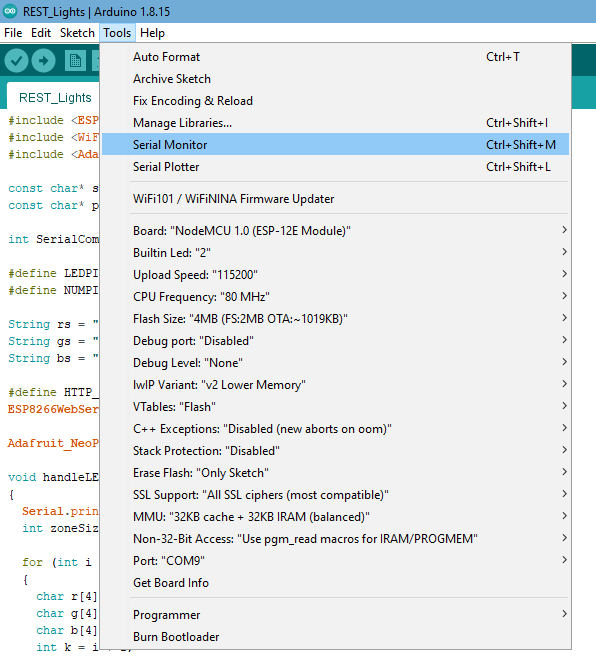 REST_Lights | Arduino 1.8.15
File Edit Sketch Tools Help
REST_Lights
Auto Format Ctrl+T
Archive Sketch
Fix Encoding & Reload
Manage Libraries... Ctrl+Shift+I
Serial Monitor Ctrl+Shift+M
Serial Plotter Ctrl+Shift+L
WiFi101 / WiFiNINA Firmware Updater
Board: "NodeMCU 1.0 (ESP-12E Module)"
Builtin Led: "2"
Upload Speed: "115200"
CPU Frequency: "80 MHz"
Flash Size: "4MB (FS:2MB OTA:~1019KB)"
Debug port: "Disabled"
Debug Level: "None"
lwIP Variant: "v2 Lower Memory"
VTables: "Flash"
C++ Exceptions: "Disabled (new aborts on oom)"
Stack Protection: "Disabled"
Erase Flash: "Only Sketch"
SSL Support: "All SSL ciphers (most compatible)"
MMU: "32KB cache + 32KB IRAM (balanced)"
Non-32-Bit Access: "Use pgm_read macros for IRAM/PROGMEM"
Port: "COM9"
Get Board Info
Programmer
Burn Bootloader
#include <ESP
#include <WiF
#include <Ada
const char* s
const char* p
int SerialCom
#define LEDPI
#define NUMPI
String rs = "
String gs = "
String bs = "
#define HTTP_
ESP8266WebSer
Adafruit_NeoP
void handleLE
{
Serial.prin
int zoneSiz
for (int i
{
char r[4]
char g[4]
char b[4]
int k = i